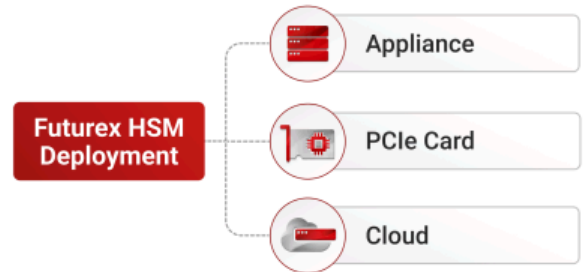 Futurex HSM
Deployment
Appliance
PCIe Card
Cloud